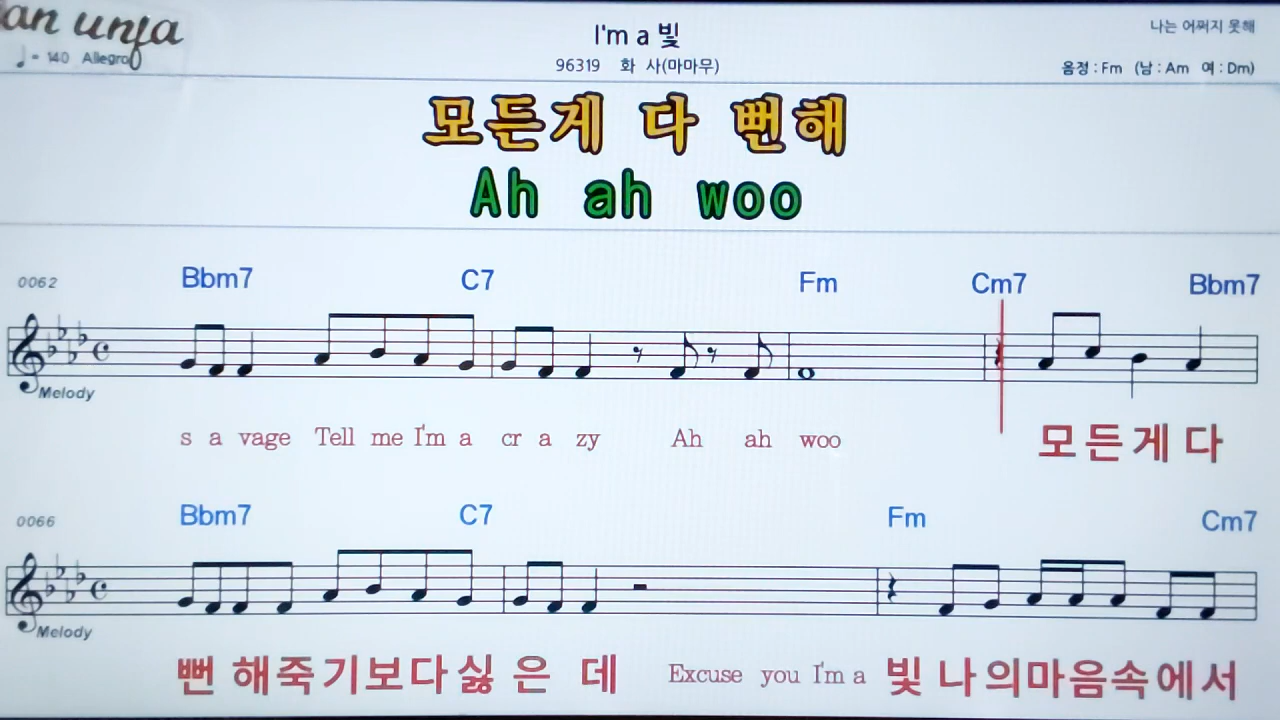 an unja
I'm a 빛
나는 어쩌지 못해
♩= 140 Allegro
96319 화 사(마마무)
음정 : Fm (남 : Am 여 : Dm)
모든게 다 뻔해
Ah ah woo
0062 Bbm7 C7 Fm Cm7 Bbm7
Melody
s a vage Tell me I'm a cr a zy Ah ah woo 모든게 다
0066 Bbm7 C7 Fm Cm7
Melody
뻔 해죽기보다싫 은 데 Excuse you I'm a 빛 나의마음속에서